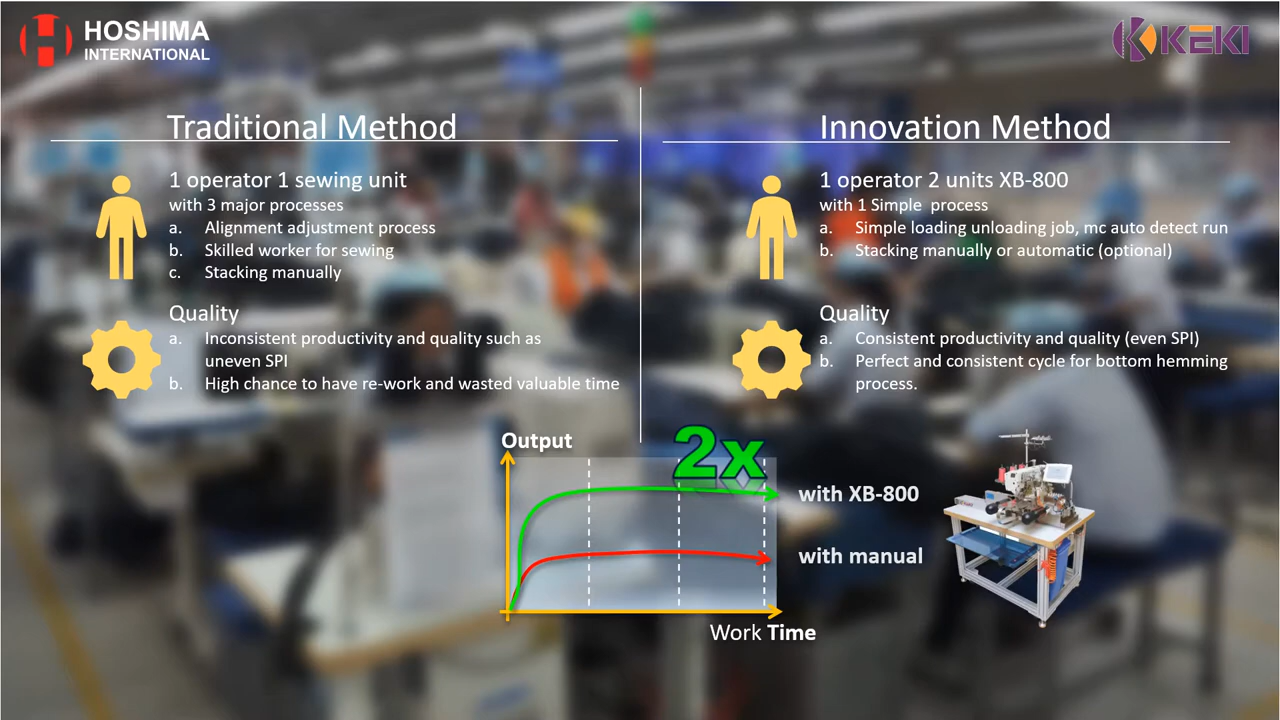 HOSHIMA
INTERNATIONAL
KEKI
Traditional Method
1 operator 1 sewing unit
with 3 major processes
a. Alignment adjustment process
b. Skilled worker for sewing
c. Stacking manually
Quality
a. Inconsistent productivity and quality such as
uneven SPI
b. High chance to have re-work and wasted valuable time
Innovation Method
1 operator 2 units XB-800
with 1 Simple process
a. Simple loading unloading job, mc auto detect run
b. Stacking manually or automatic (optional)
Quality
a. Consistent productivity and quality (even SPI)
b. Perfect and consistent cycle for bottom hemming
process.
Output
2x
with XB-800
with manual
Work Time